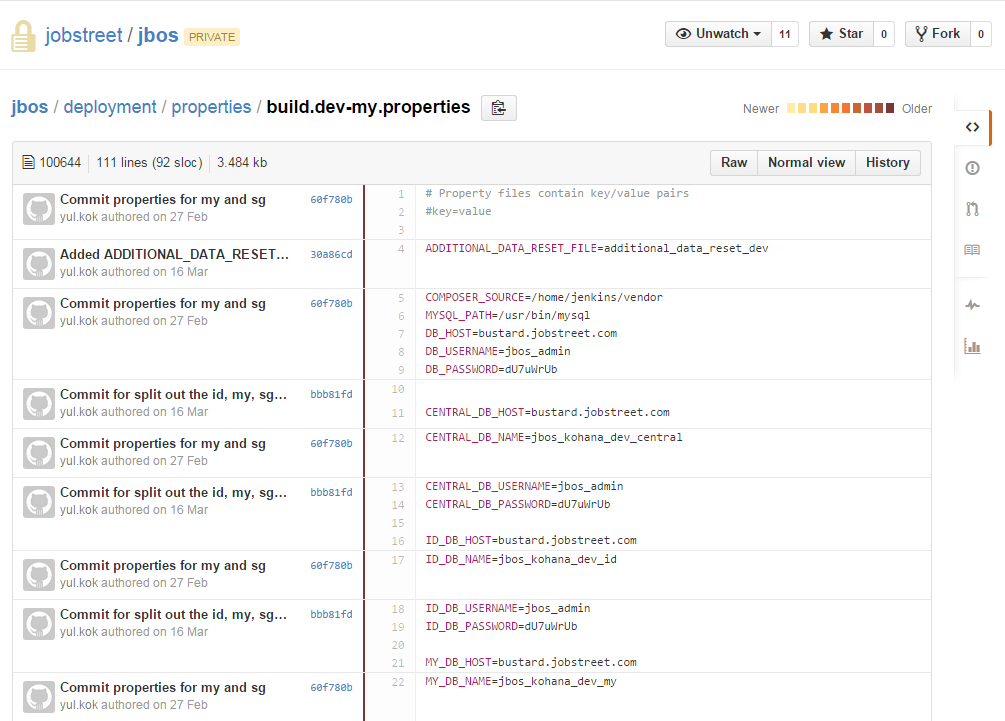 jobstreet / jbos PRIVATE
Unwatch 11 Star 0 Fork 0
jbos / deployment / properties / build.dev-my.properties
Newer Older
100644 111 lines (92 sloc) 3.484 kb
Raw Normal view History
Commit properties for my and sg 60f780b
yul.kok authored on 27 Feb
1 # Property files contain key/value pairs
2 #key=value
3
Added ADDITIONAL_DATA_RESET... 30a86cd
yul.kok authored on 16 Mar
4 ADDITIONAL_DATA_RESET_FILE=additional_data_reset_dev
Commit properties for my and sg 60f780b
yul.kok authored on 27 Feb
5 COMPOSER_SOURCE=/home/jenkins/vendor
6 MYSQL_PATH=/usr/bin/mysql
7 DB_HOST=bustard.jobstreet.com
8 DB_USERNAME=jbos_admin
9 DB_PASSWORD=dU7uWrUb
Commit for split out the id, my, sg... bbb81fd
yul.kok authored on 16 Mar
10
11 CENTRAL_DB_HOST=bustard.jobstreet.com
Commit properties for my and sg 60f780b
yul.kok authored on 27 Feb
12 CENTRAL_DB_NAME=jbos_kohana_dev_central
Commit for split out the id, my, sg... bbb81fd
yul.kok authored on 16 Mar
13 CENTRAL_DB_USERNAME=jbos_admin
14 CENTRAL_DB_PASSWORD=dU7uWrUb
15
16 ID_DB_HOST=bustard.jobstreet.com
Commit properties for my and sg 60f780b
yul.kok authored on 27 Feb
17 ID_DB_NAME=jbos_kohana_dev_id
Commit for split out the id, my, sg... bbb81fd
yul.kok authored on 16 Mar
18 ID_DB_USERNAME=jbos_admin
19 ID_DB_PASSWORD=dU7uWrUb
20
21 MY_DB_HOST=bustard.jobstreet.com
Commit properties for my and sg 60f780b
yul.kok authored on 27 Feb
22 MY_DB_NAME=jbos_kohana_dev_my